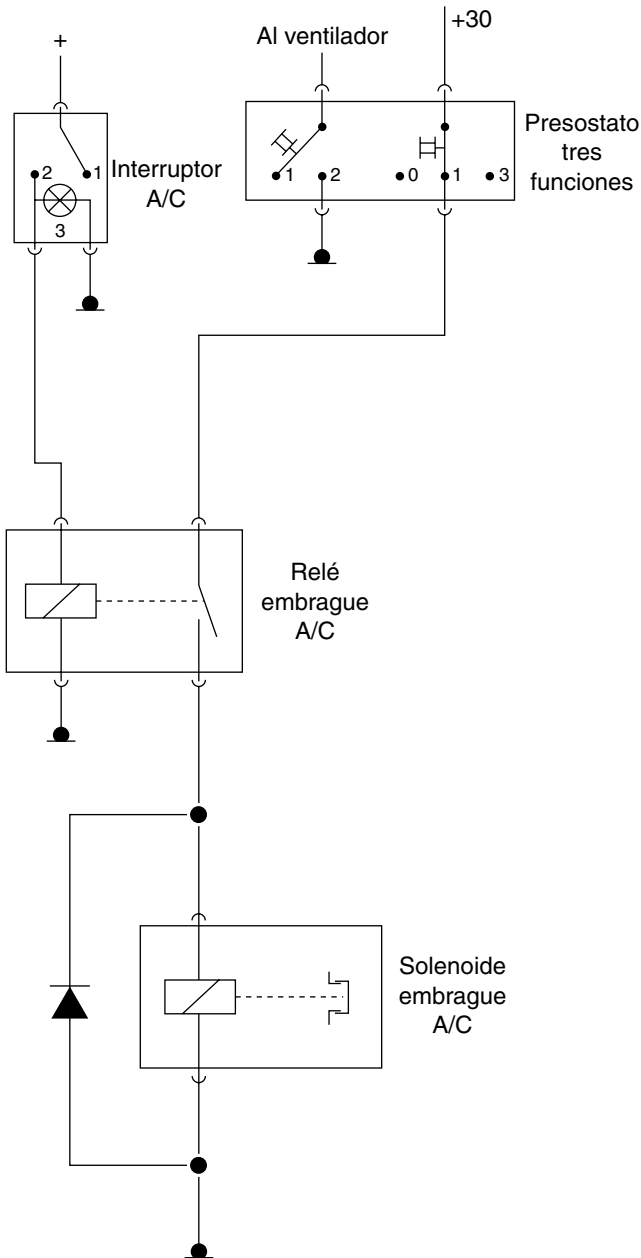 +
Al ventilador
+30
2
1
3
Interruptor
A/C
1
2
0
1
3
Presostato
tres
funciones
Relé
embrague
A/C
Solenoide
embrague
A/C